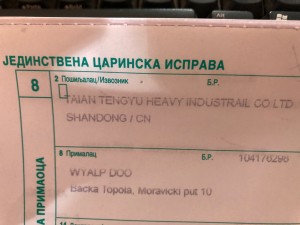 ЈЕДИНСТВЕНА ЦАРИНСКА ИСПРАВА
8
2 Пошиљалац/Извозник Б.Р.
TAIAN TENGYU HEAVY INDUSTRAIL CO LTD
SHANDONG / CN
8 Прималац Б.Р. 104176296
WYALP DOO
Backa Topola, Moravicki put 10
А ПРИМАОЦА